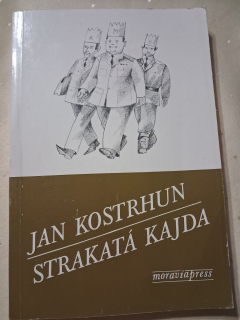 JAN KOSTRHUN
STRAKATÁ KAJDA
moraviapress